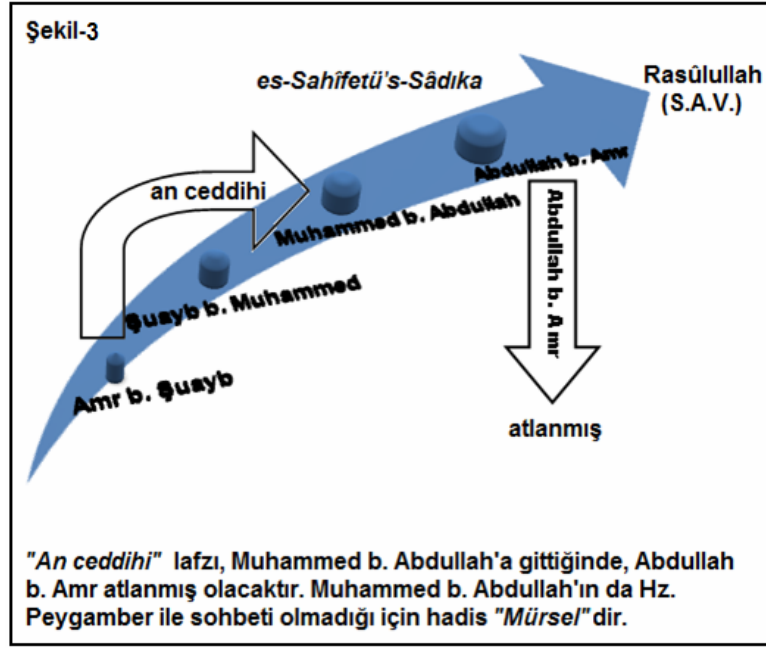 Şekil-3
es-Sahîfetü's-Sâdıka
Rasûlullah
(S.A.V.)
an ceddihi
Abdullah b. Amr
Muhammed b. Abdullah
Şuayb b. Muhammed
Amr b. Şuayb
Abdullah b. Amr
atlanmış
"An ceddihi" lafzı, Muhammed b. Abdullah'a gittiğinde, Abdullah
b. Amr atlanmış olacaktır. Muhammed b. Abdullah'ın da Hz.
Peygamber ile sohbeti olmadığı için hadis "Mürsel"dir.